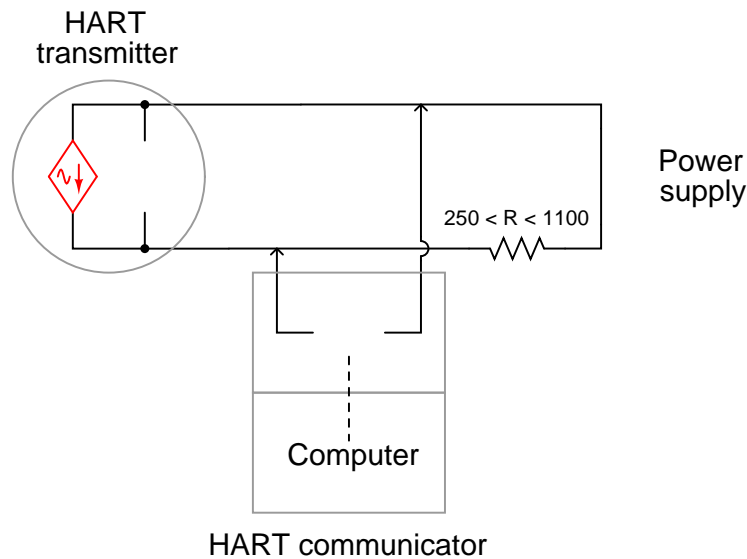 HART
transmitter
Power
supply
250 < R < 1100
Computer
HART communicator